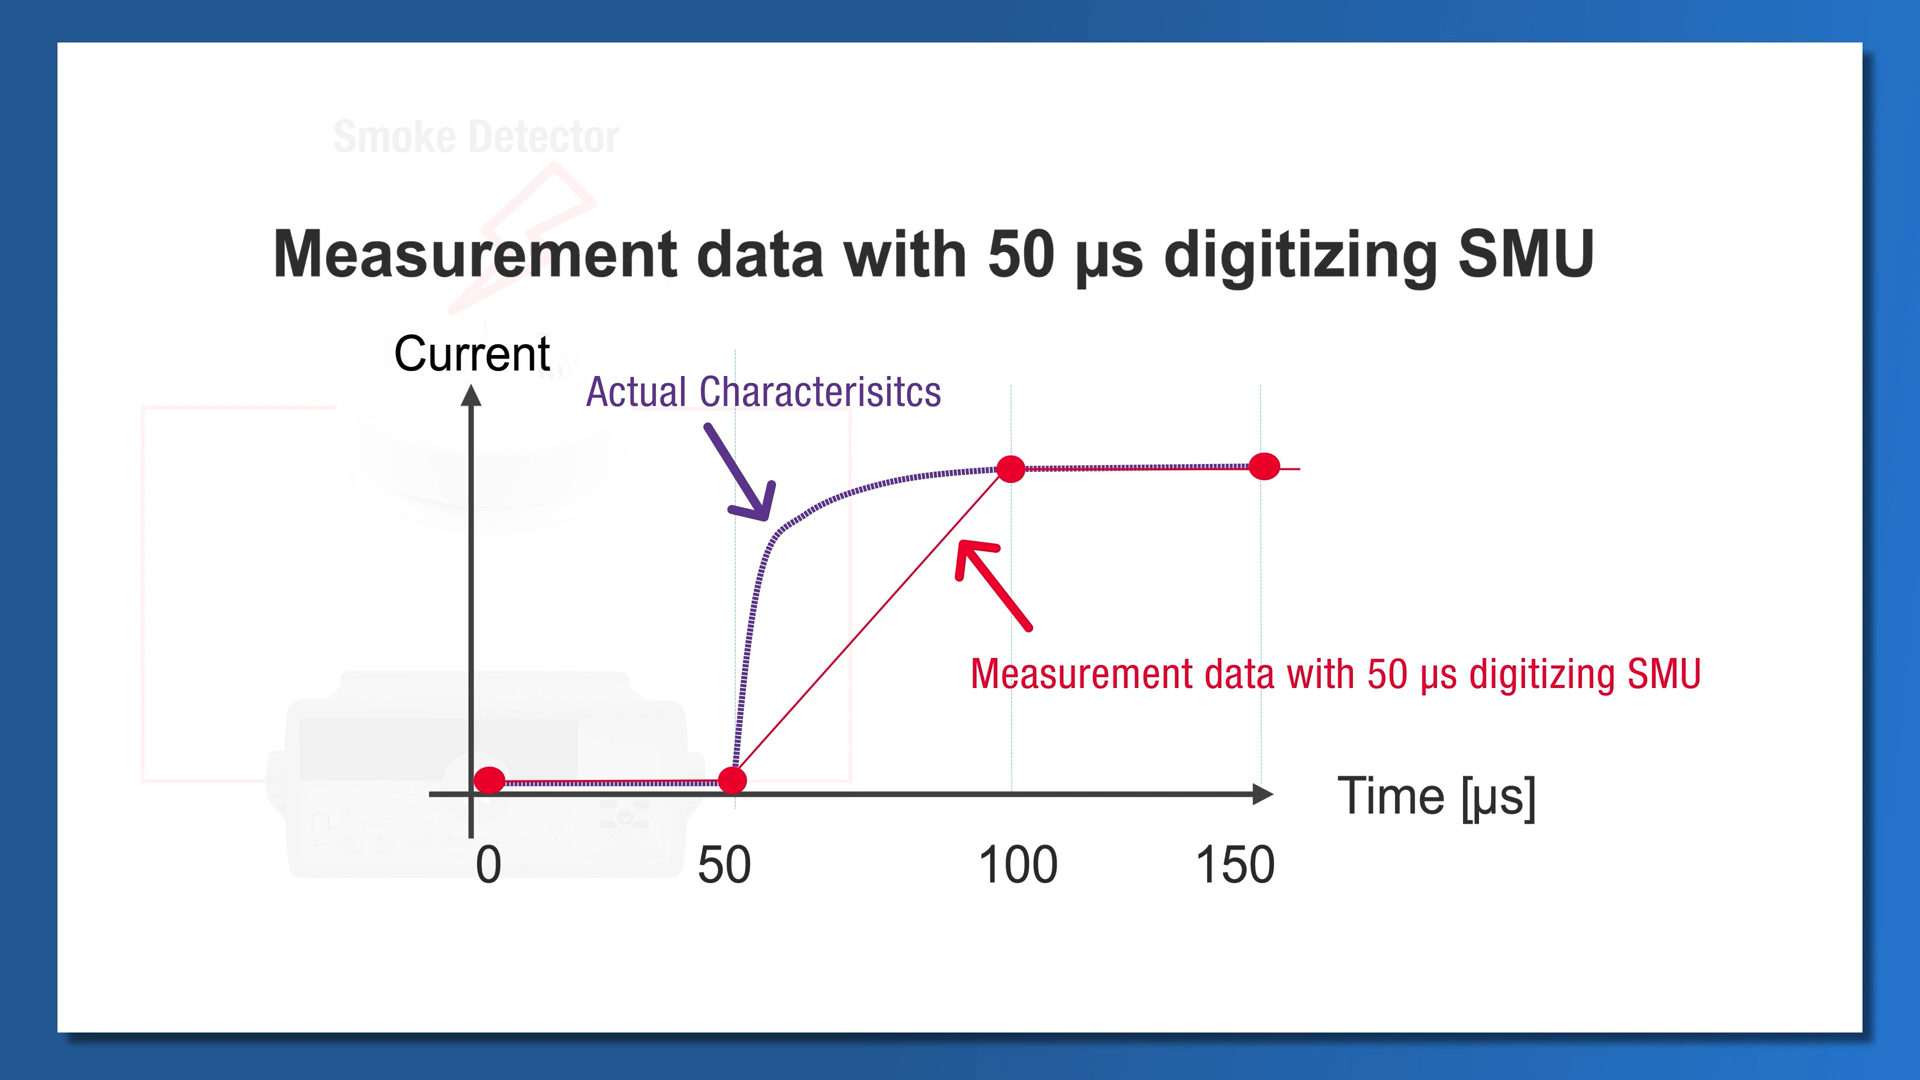 Smoke Detector
Measurement data with 50 µs digitizing SMU
Current
Actual Characterisitcs
Measurement data with 50 µs digitizing SMU
Time [µs]
0 50 100 150